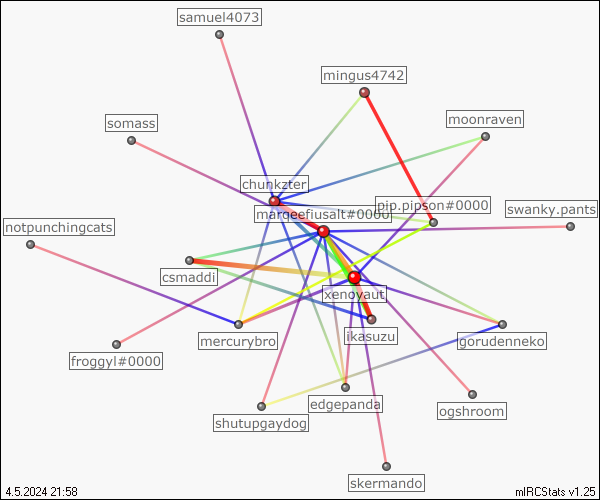 samuel4073
mingus4742
moonraven
somass
chunkzter
pip.pipson#0000
marqeefiusalt#0000
swanky.pants
notpunchingcats
csmaddi
xenoyaut
ikasuzu
mercurybro
gorudenneko
froggyl#0000
edgepanda
ogshroom
shutupgaydog
skermando
4.5.2024 21:58
mIRCStats v1.25